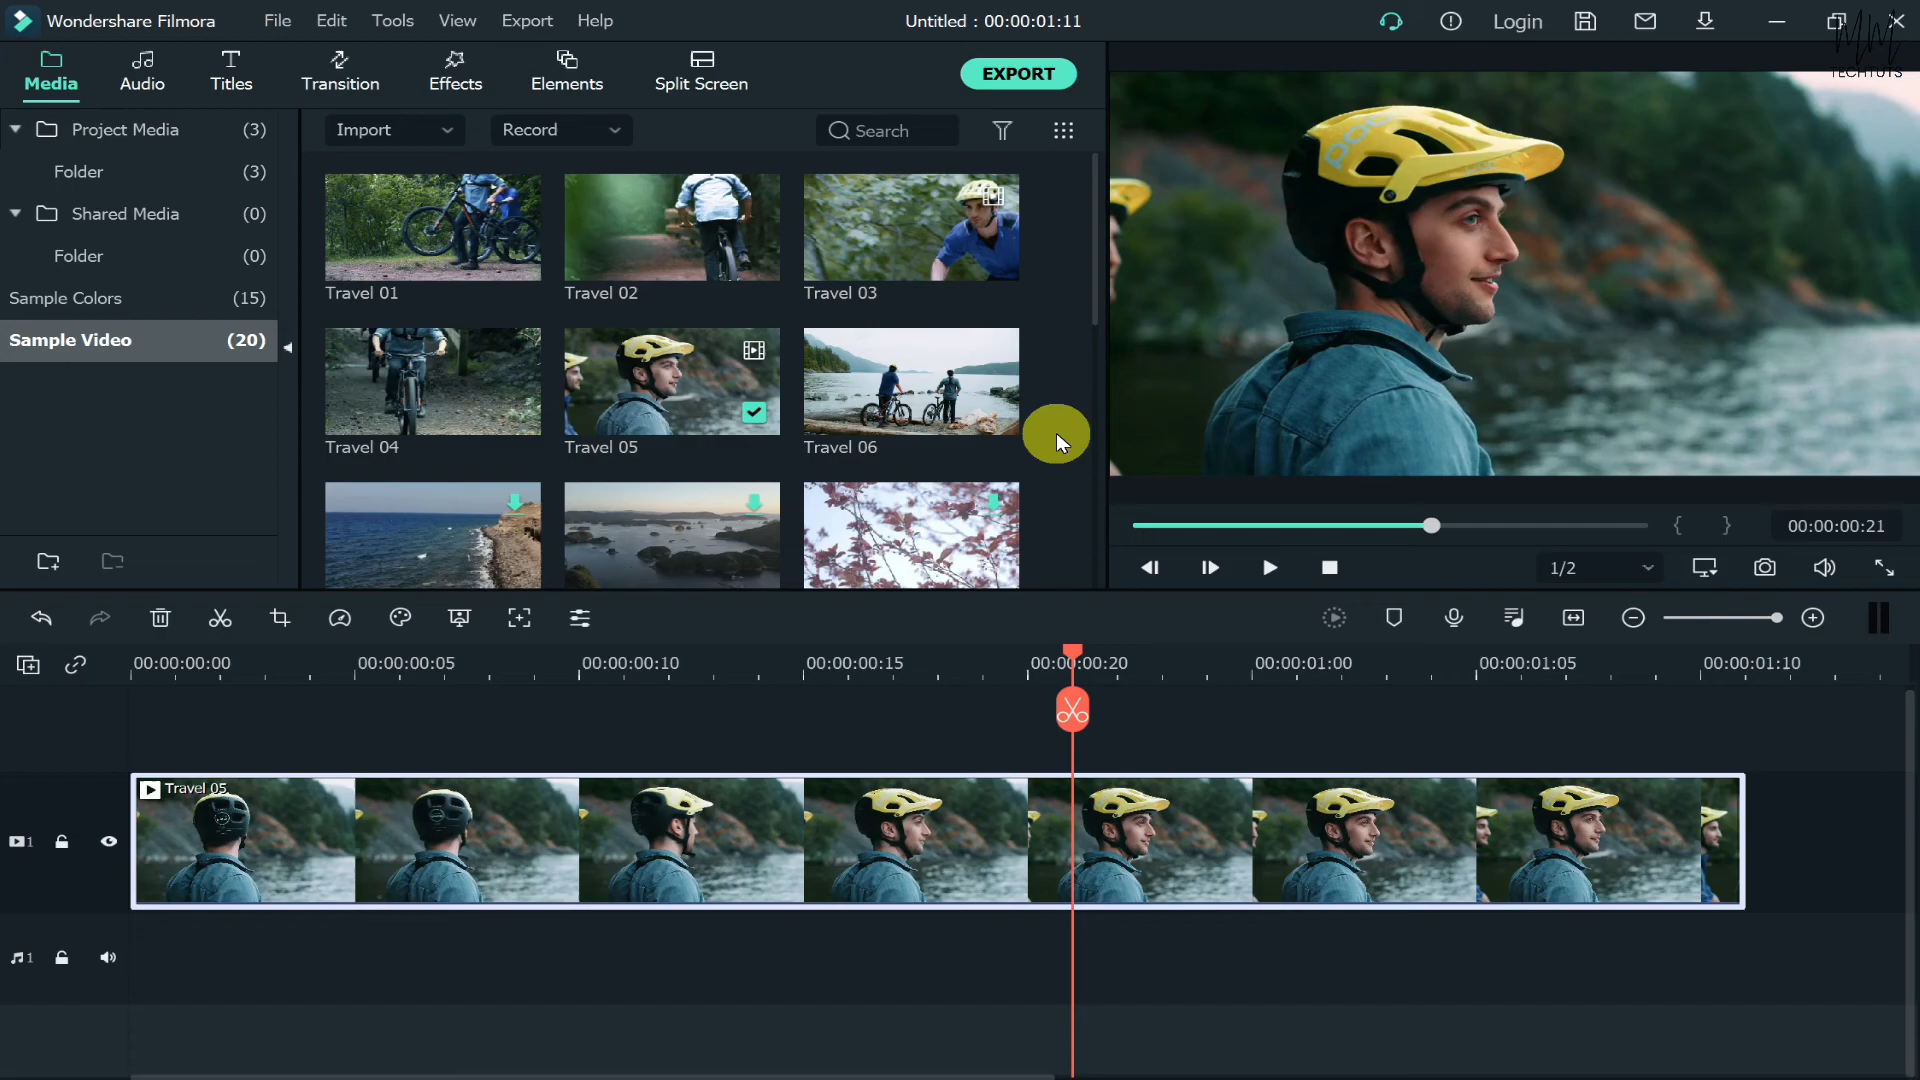 Wondershare Filmora
File
Edit
Tools
View
Export
Help
Untitled : 00:00:01:11
Login
MM
TECHTUTS
Media
Audio
Titles
Transition
Effects
Elements
Split Screen
EXPORT
Project Media (3)
Folder (3)
Shared Media (0)
Folder (0)
Sample Colors (15)
Sample Video (20)
Import
Record
Search
Travel 01
Travel 02
Travel 03
Travel 04
Travel 05
Travel 06
POC
{ }
00:00:00:21
1/2
00:00:00:00
00:00:00:05
00:00:00:10
00:00:00:15
00:00:00:20
00:00:01:00
00:00:01:05
00:00:01:10
Travel 05
1
1